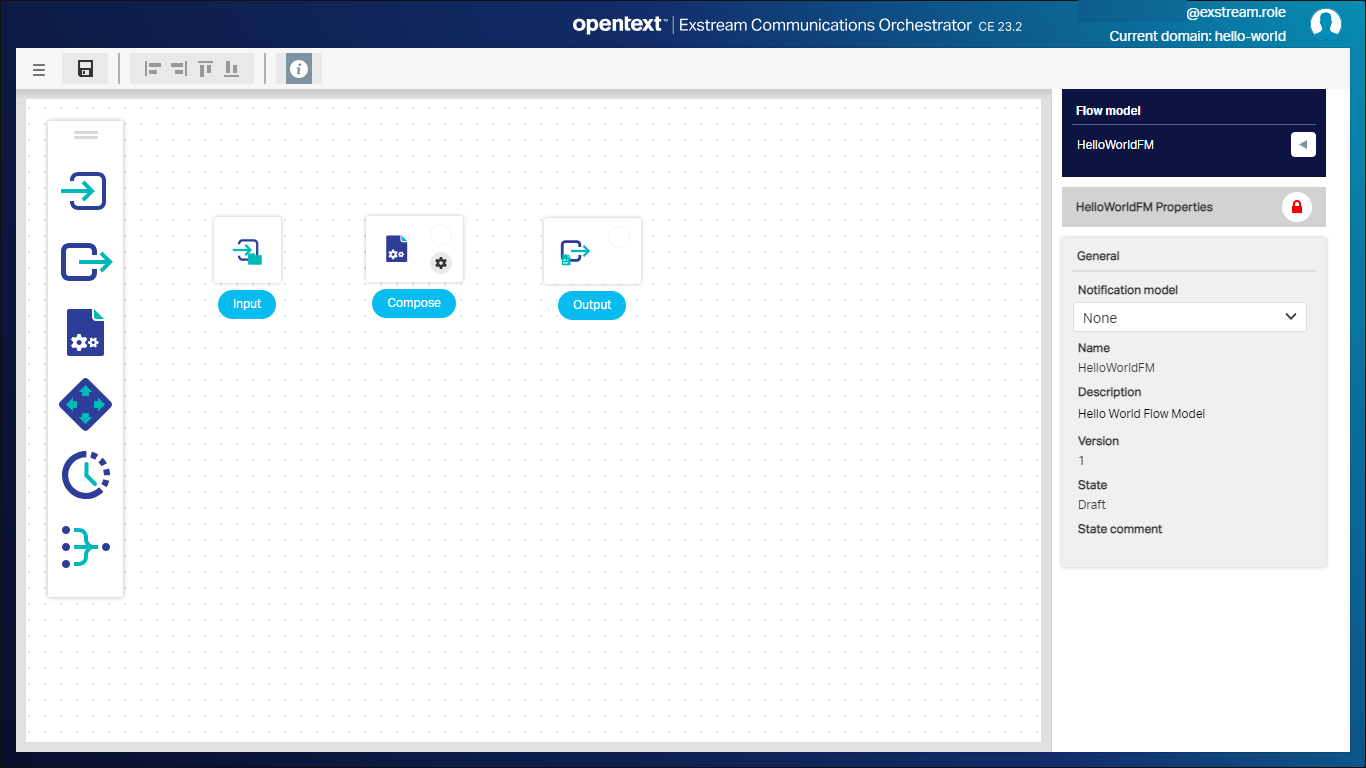 opentext™ | Exstream Communications Orchestrator CE 23.2
@exstream.role
Current domain: hello-world
Flow model
HelloWorldFM
HelloWorldFM Properties
Input
Compose
Output
General
Notification model
None
Name
HelloWorldFM
Description
Hello World Flow Model
Version
1
State
Draft
State comment